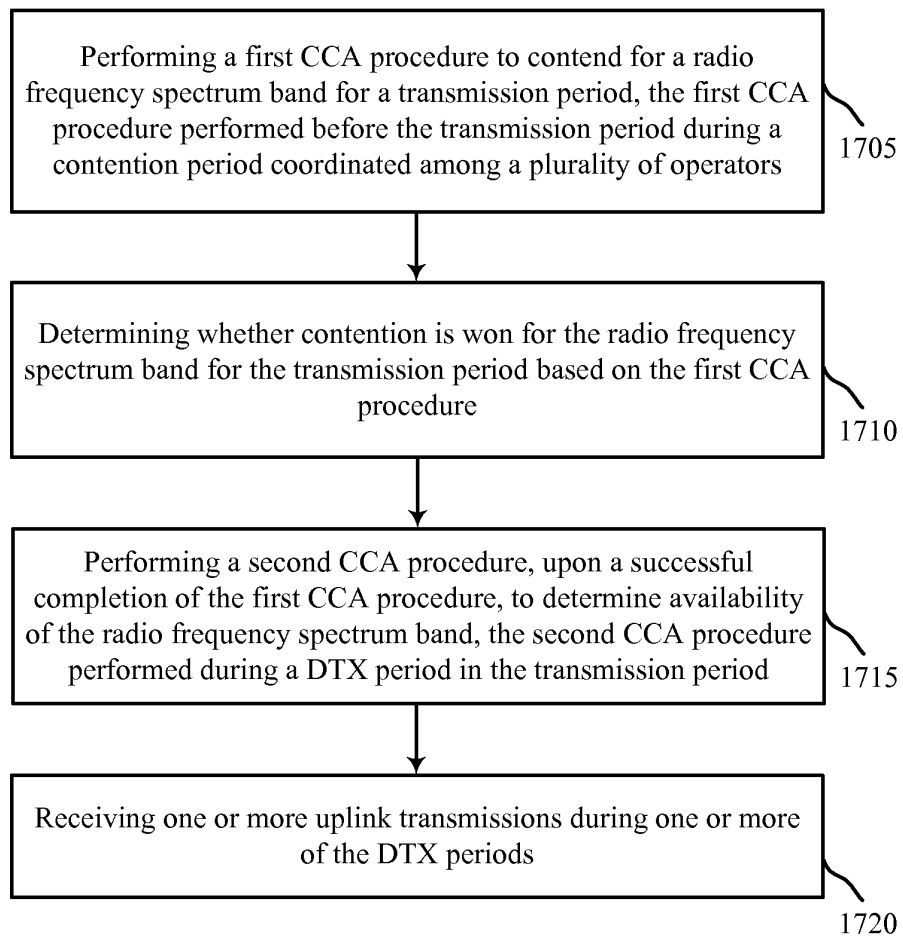 Performing a first CCA procedure to contend for a radio
frequency spectrum band for a transmission period, the first CCA
procedure performed before the transmission period during a
contention period coordinated among a plurality of operators
1705
Determining whether contention is won for the radio frequency
spectrum band for the transmission period based on the first CCA
procedure
1710
Performing a second CCA procedure, upon a successful
completion of the first CCA procedure, to determine availability
of the radio frequency spectrum band, the second CCA procedure
performed during a DTX period in the transmission period
1715
Receiving one or more uplink transmissions during one or more
of the DTX periods
1720